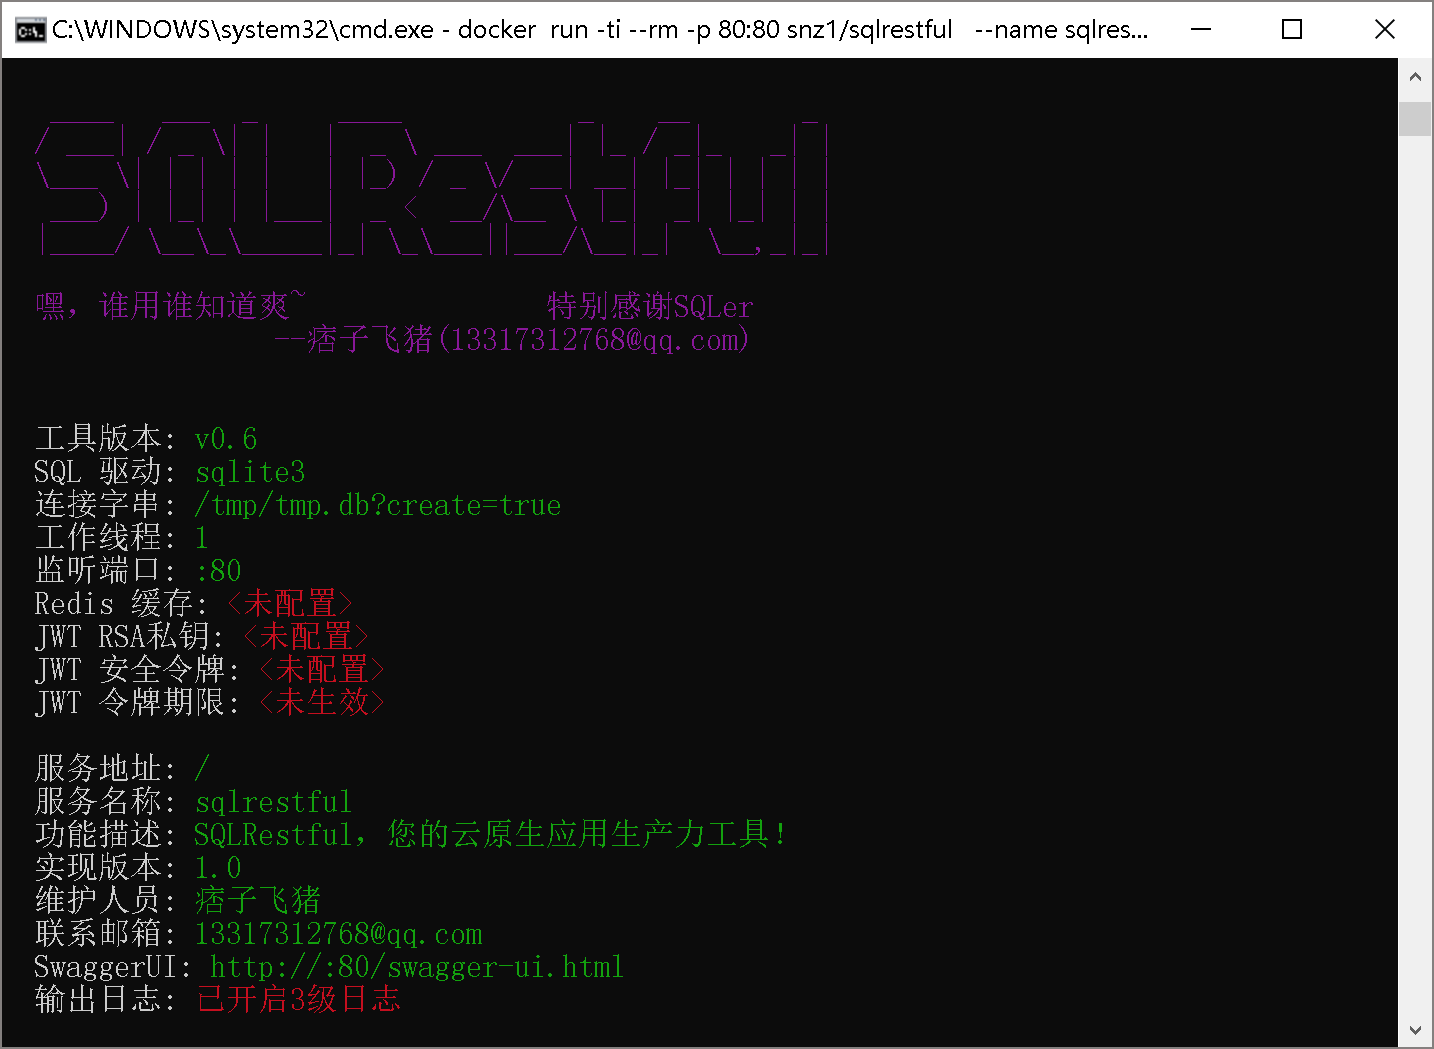 C:\WINDOWS\system32\cmd.exe - docker  run -ti --rm -p 80:80 snz1/sqlrestful   --name sqlres...
SQLRestful
嘿，谁用谁知道爽~ 特别感谢SQLer
--痞子飞猪(13317312768@qq.com)
工具版本: v0.6
SQL 驱动: sqlite3
连接字串: /tmp/tmp.db?create=true
工作线程: 1
监听端口: :80
Redis 缓存: <未配置>
JWT RSA私钥: <未配置>
JWT 安全令牌: <未配置>
JWT 令牌期限: <未生效>
服务地址: /
服务名称: sqlrestful
功能描述: SQLRestful，您的云原生应用生产力工具！
实现版本: 1.0
维护人员: 痞子飞猪
联系邮箱: 13317312768@qq.com
SwaggerUI: http://:80/swagger-ui.html
输出日志: 已开启3级日志